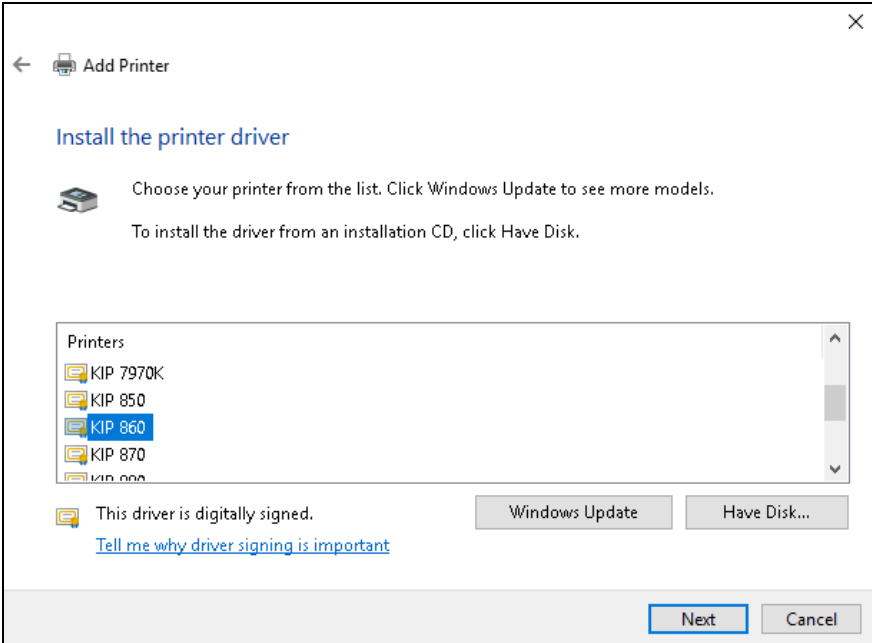 Add Printer
Install the printer driver
Choose your printer from the list. Click Windows Update to see more models.
To install the driver from an installation CD, click Have Disk.
Printers
KIP 7970K
KIP 850
KIP 860
KIP 870
KIP
This driver is digitally signed.
Windows Update
Have Disk...
Tell me why driver signing is important
Next
Cancel